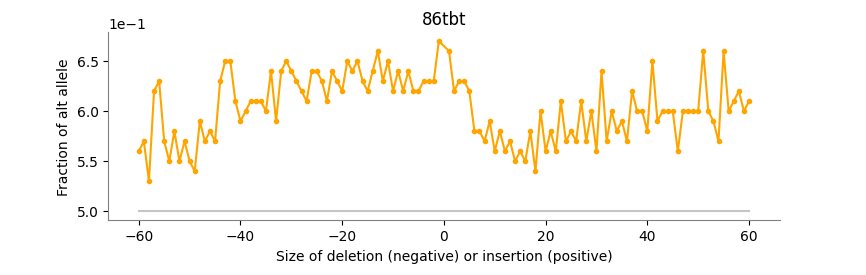 86tbt
1e−1
Fraction of alt allele
6.5
6.0
5.5
5.0
−60 −40 −20 0 20 40 60
Size of deletion (negative) or insertion (positive)